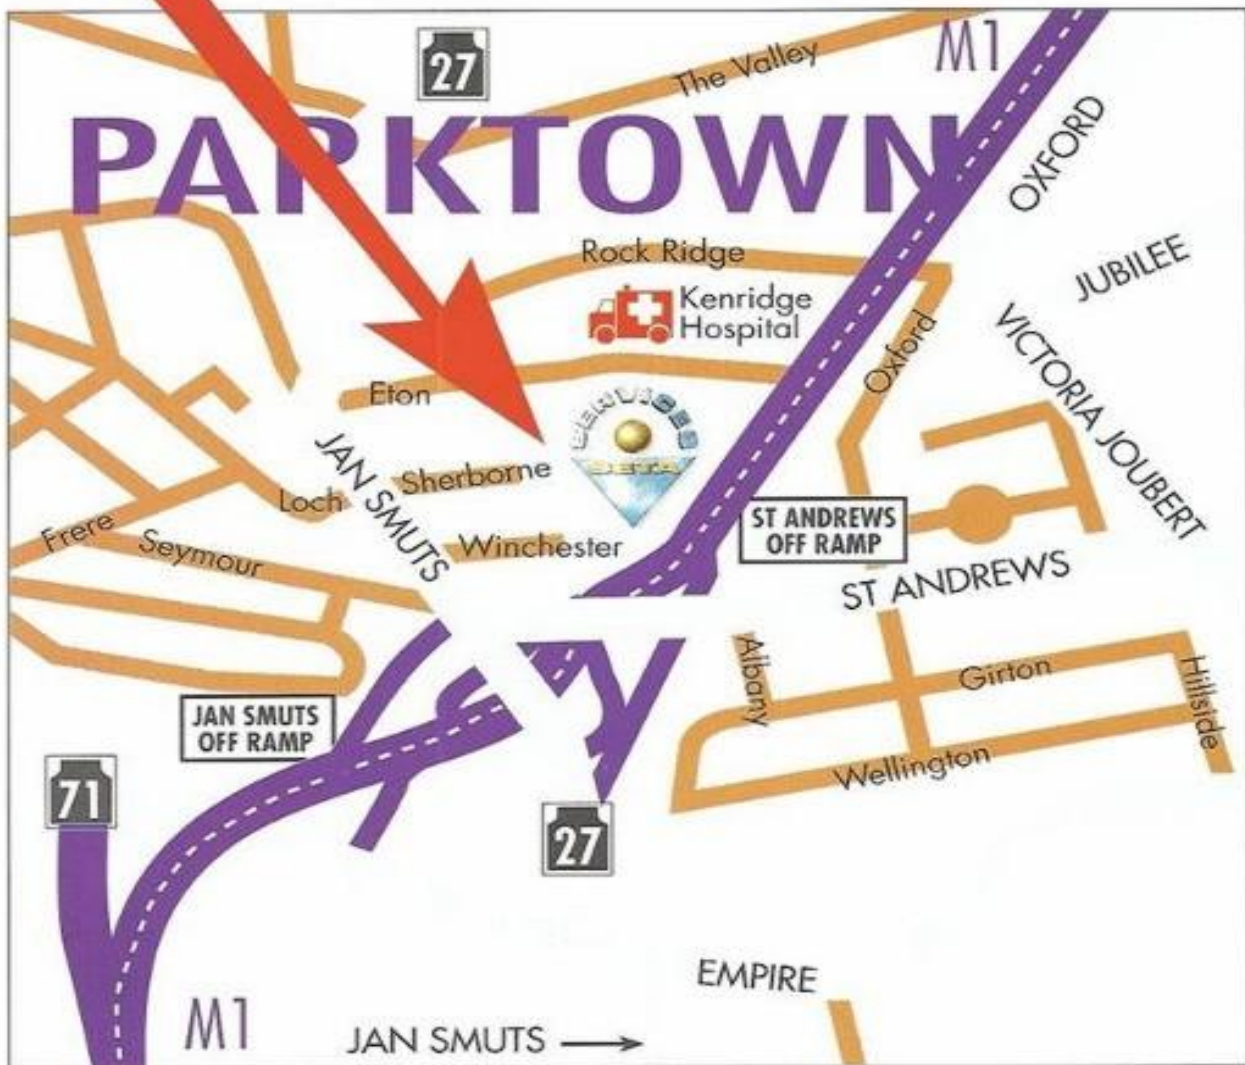 27
The Valley
M1
PARKTOWN
OXFORD
JUBILEE
Rock Ridge
Kenridge
Hospital
VICTORIA JOUBERT
Oxford
Eton
SERVICES
SETA
JAN SMUTS
Sherborne
Loch
Winchester
ST ANDREWS
OFF RAMP
Frere
Seymour
ST ANDREWS
Albany
Girton
Hillside
JAN SMUTS
OFF RAMP
Wellington
71
27
EMPIRE
M1
JAN SMUTS →